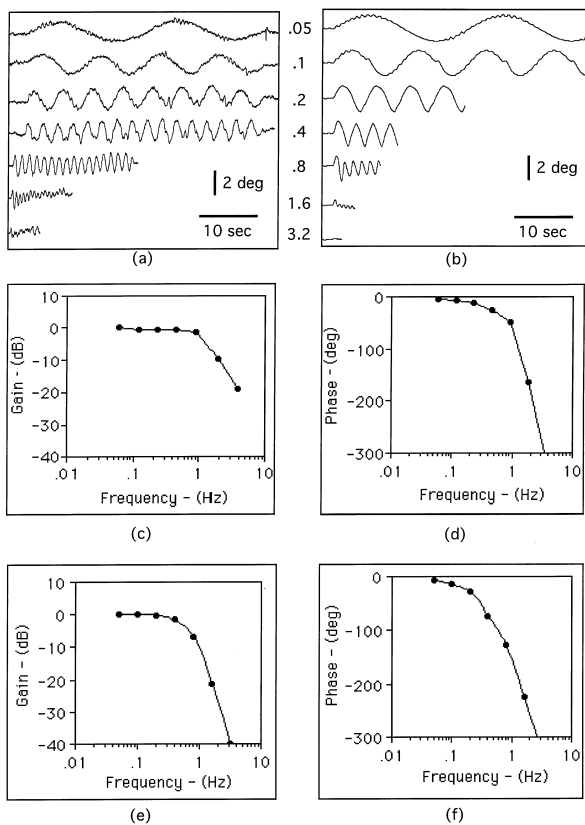 .05
.1
.2
.4
.8
1.6
3.2
2 deg
10 sec
(a)
2 deg
10 sec
(b)
10
0
-10
-20
-30
-40
Gain - (dB)
.01
.1
1
10
Frequency - (Hz)
(c)
0
-100
-200
-300
Phase - (deg)
.01
.1
1
10
Frequency - (Hz)
(d)
10
0
-10
-20
-30
-40
Gain - (dB)
.01
.1
1
10
Frequency - (Hz)
(e)
0
-100
-200
-300
Phase - (deg)
.01
.1
1
10
Frequency - (Hz)
(f)